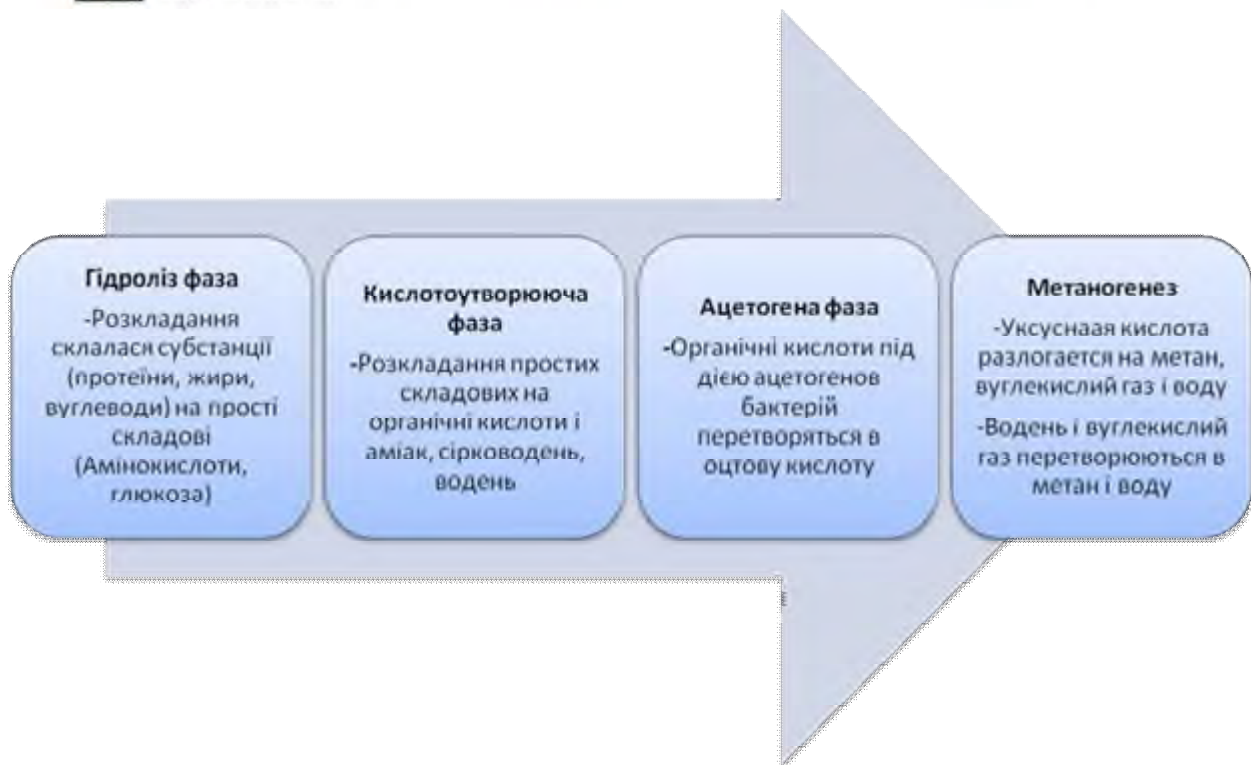 Гідроліз фаза
-Розкладання
склалася субстанції
(протеїни, жири,
вуглеводи) на прості
складові
(Амінокислоти,
глюкоза)
Кислотоутворююча
фаза
-Розкладання простих
складових на
органічні кислоти і
аміак, сірководень,
водень
Ацетогена фаза
-Органічні кислоти під
дією ацетогенов
бактерій
перетворяться в
оцтову кислоту
Метаногенез
-Уксуснаая кислота
разлогается на метан,
вуглекислий газ і воду
-Водень і вуглекислий
газ перетворюються в
метан і воду